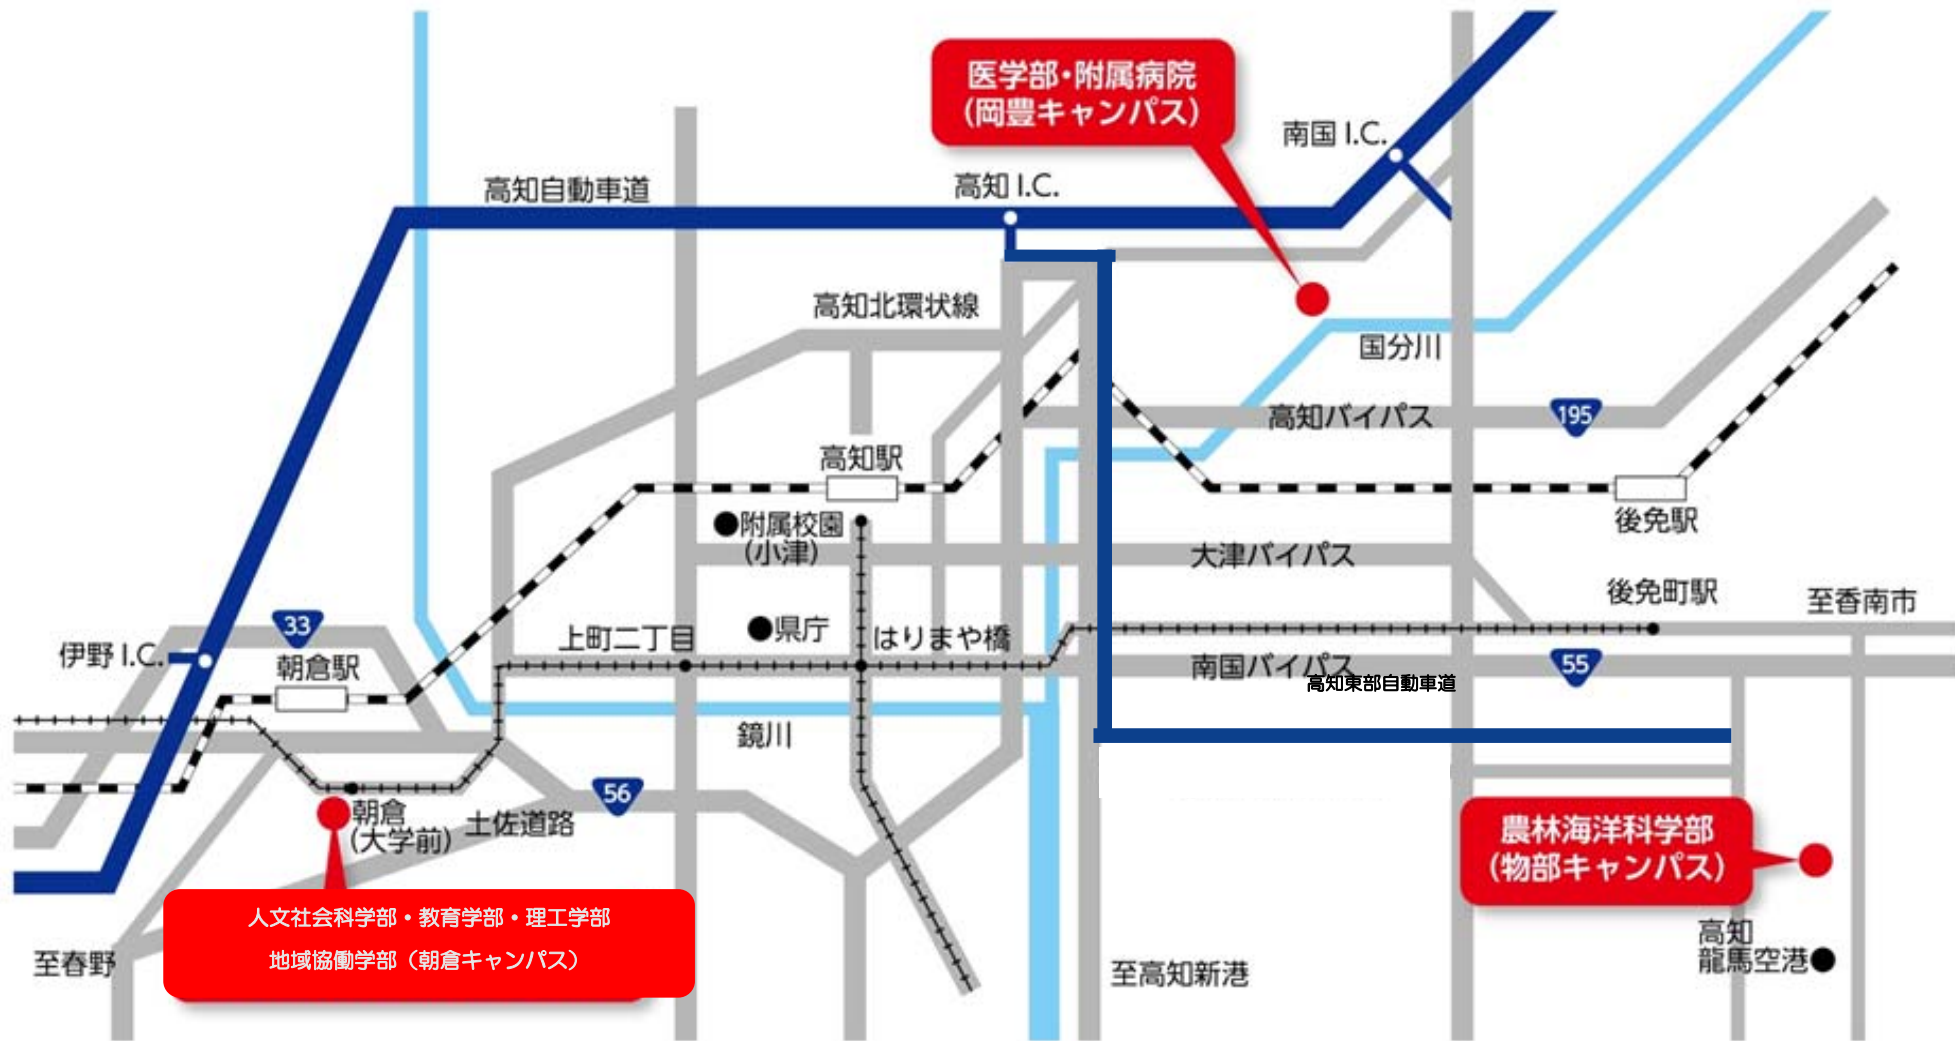 医学部・附属病院
(岡豊キャンパス)
南国 I.C.
高知自動車道
高知 I.C.
高知北環状線
国分川
高知バイパス
195
高知駅
後免駅
附属校園
(小津)
大津バイパス
後免町駅
至香南市
33
県庁
上町二丁目
はりまや橋
伊野 I.C.
朝倉駅
南国バイパス
55
高知東部自動車道
鏡川
56
朝倉
(大学前)
土佐道路
農林海洋科学部
(物部キャンパス)
人文社会科学部・教育学部・理工学部
地域協働学部(朝倉キャンパス)
高知
龍馬空港
至春野
至高知新港